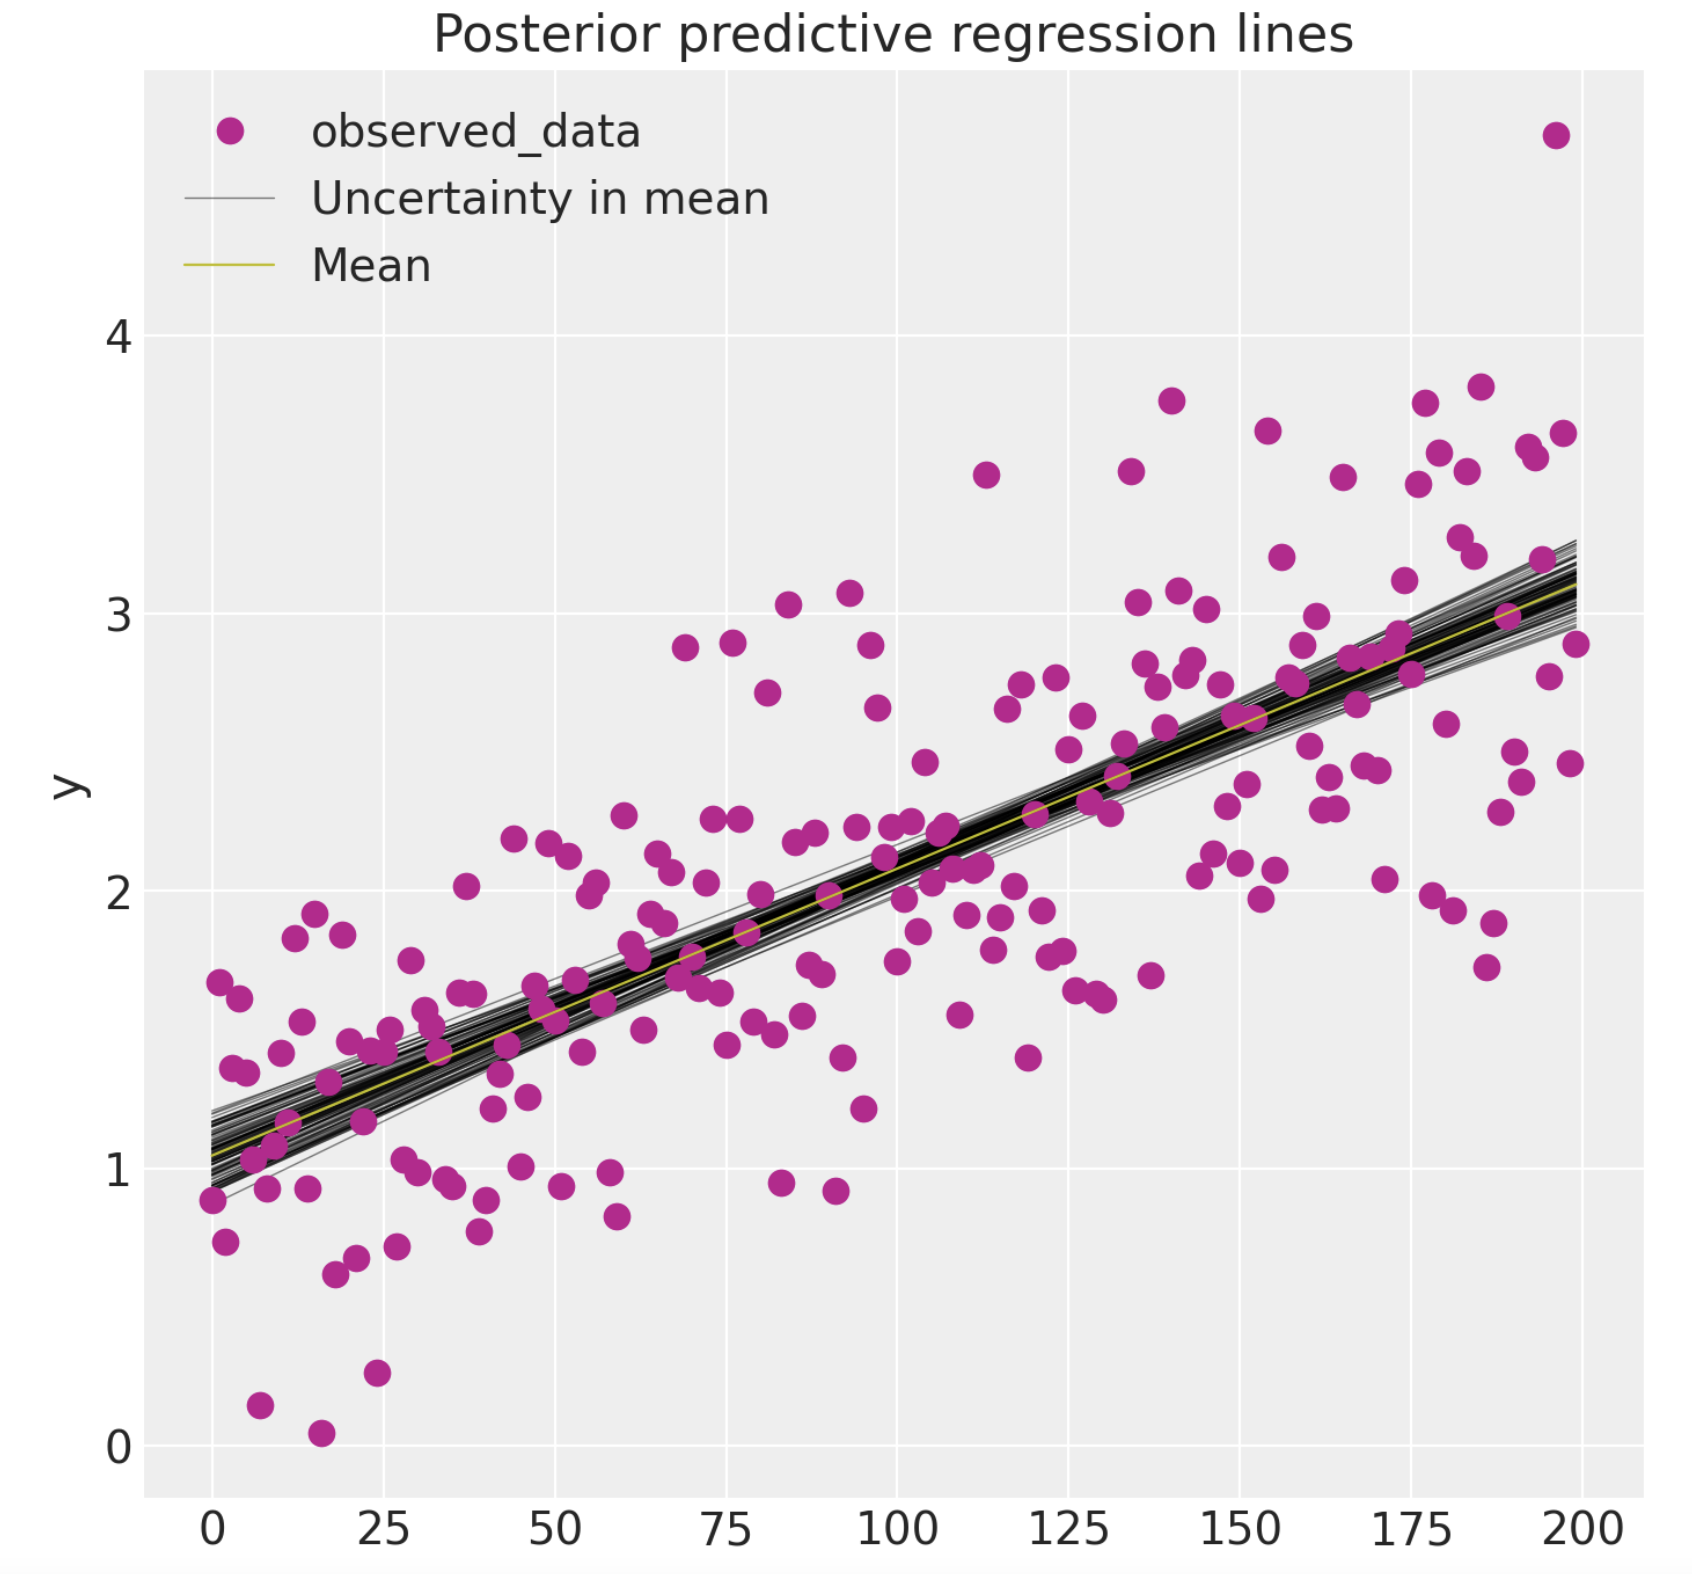 Posterior predictive regression lines
observed_data
Uncertainty in mean
Mean
4
3
2
1
0
y
0 25 50 75 100 125 150 175 200